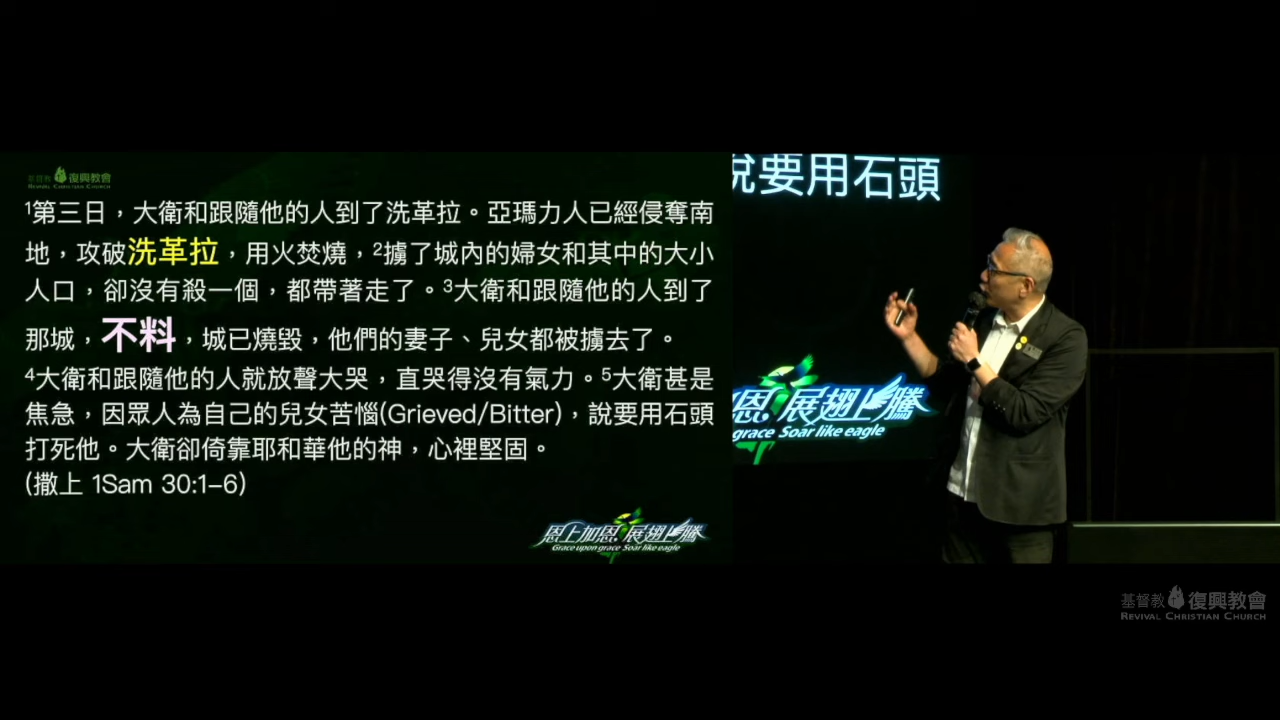 基督教 復興教會
REVIVAL CHRISTIAN CHURCH
¹第三日，大衛和跟隨他的人到了洗革拉。亞瑪力人已經侵奪南
地，攻破洗革拉，用火焚燒，²擄了城內的婦女和其中的大小
人口，卻沒有殺一個，都帶著走了。³大衛和跟隨他的人到了
那城，不料，城已燒毀，他們的妻子、兒女都被擄去了。
⁴大衛和跟隨他的人就放聲大哭，直哭得沒有氣力。⁵大衛甚是
焦急，因眾人為自己的兒女苦惱(Grieved/Bitter)，說要用石頭
打死他。大衛卻倚靠耶和華他的神，心裡堅固。
(撒上 1Sam 30:1–6)
恩上加恩 展翅上騰
Grace upon grace Soar like eagle
說要用石頭
恩 展翅上騰
grace Soar like eagle
基督教 復興教會
REVIVAL CHRISTIAN CHURCH